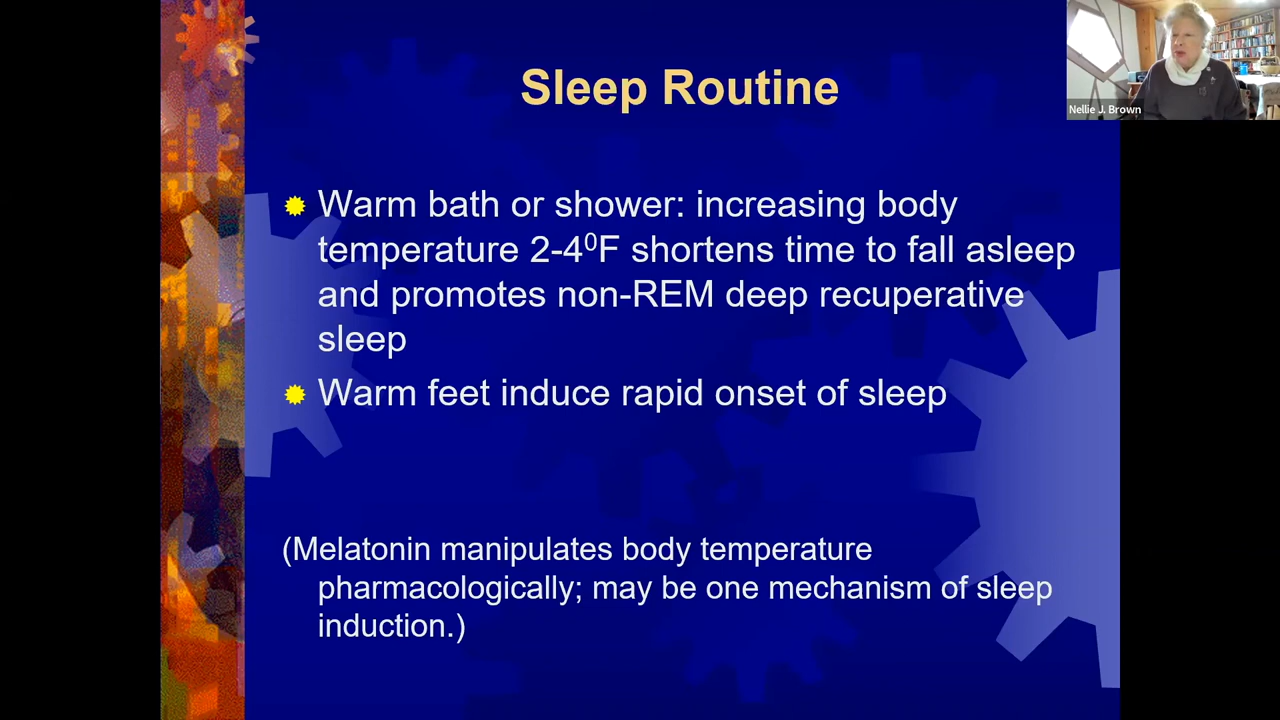 Sleep Routine
Nellie J. Brown
Warm bath or shower: increasing body
temperature 2-4⁰F shortens time to fall asleep
and promotes non-REM deep recuperative
sleep
Warm feet induce rapid onset of sleep
(Melatonin manipulates body temperature
pharmacologically; may be one mechanism of sleep
induction.)